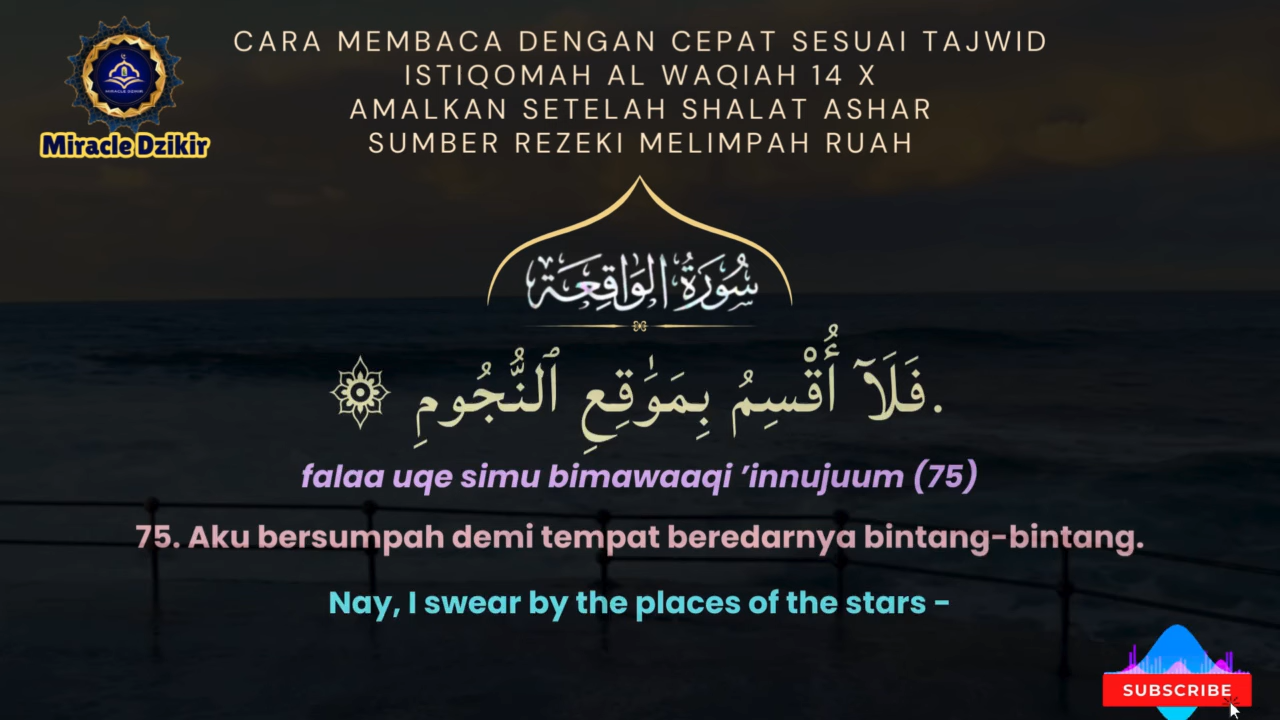 CARA MEMBACA DENGAN CEPAT SESUAI TAJWID
ISTIQOMAH AL WAQIAH 14 X
AMALKAN SETELAH SHALAT ASHAR
SUMBER REZEKI MELIMPAH RUAH
MIRACLE DZIKIR
Miracle Dzikir
سُورَةُ الوَاقِعَة
.فَلَآ أُقْسِمُ بِمَوَٰقِعِ ٱلنُّجُومِ
falaa uqe simu bimawaaqi ’innujuum (75)
75. Aku bersumpah demi tempat beredarnya bintang-bintang.
Nay, I swear by the places of the stars -
SUBSCRIBE